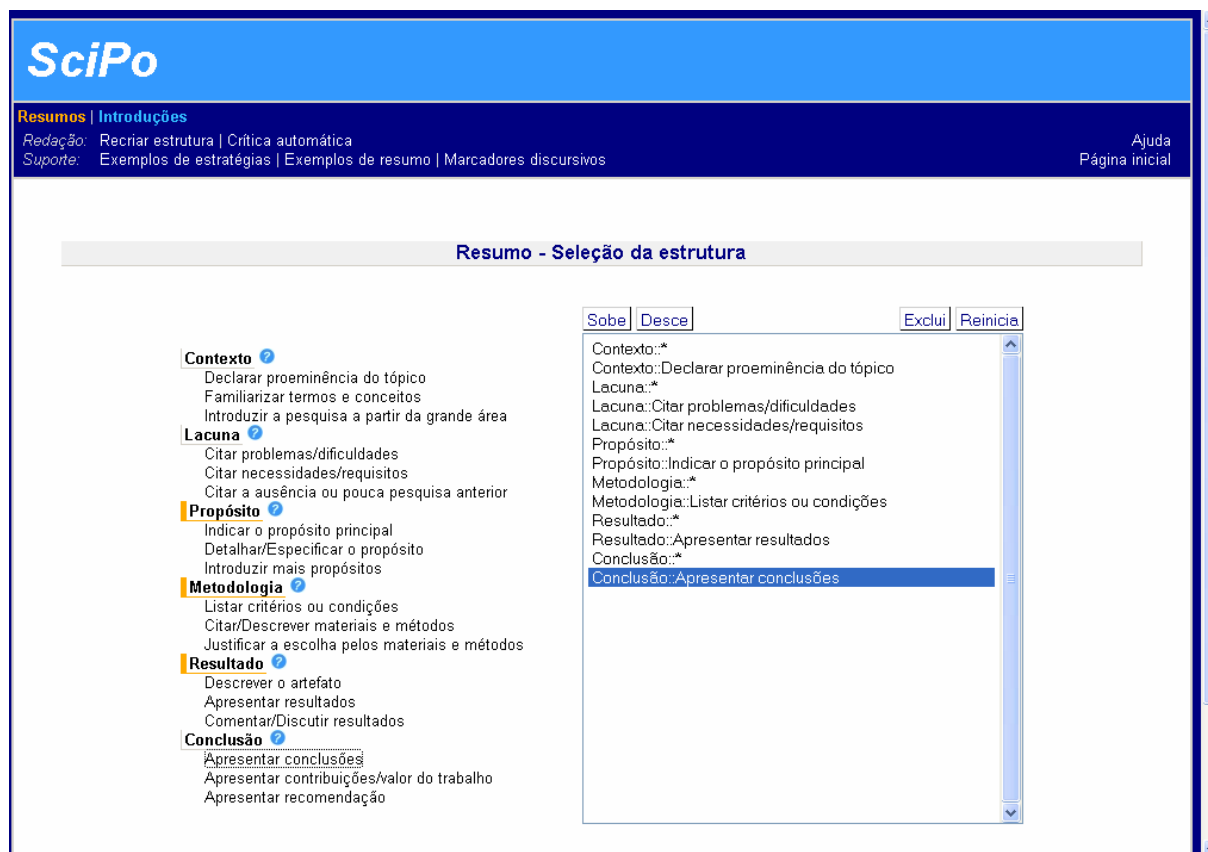 SciPo
Resumos | Introduções
Redação: Recriar estrutura | Crítica automática
Ajuda
Suporte: Exemplos de estratégias | Exemplos de resumo | Marcadores discursivos
Página inicial
Resumo - Seleção da estrutura
Contexto ?
Declarar proeminência do tópico
Familiarizar termos e conceitos
Introduzir a pesquisa a partir da grande área
Lacuna ?
Citar problemas/dificuldades
Citar necessidades/requisitos
Citar a ausência ou pouca pesquisa anterior
Propósito ?
Indicar o propósito principal
Detalhar/Especificar o propósito
Introduzir mais propósitos
Metodologia ?
Listar critérios ou condições
Citar/Descrever materiais e métodos
Justificar a escolha pelos materiais e métodos
Resultado ?
Descrever o artefato
Apresentar resultados
Comentar/Discutir resultados
Conclusão ?
Apresentar conclusões
Apresentar contribuições/valor do trabalho
Apresentar recomendação
Sobe Desce Exclui Reinicia
Contexto::*
Contexto::Declarar proeminência do tópico
Lacuna::*
Lacuna::Citar problemas/dificuldades
Lacuna::Citar necessidades/requisitos
Propósito::*
Propósito::Indicar o propósito principal
Metodologia::*
Metodologia::Listar critérios ou condições
Resultado::*
Resultado::Apresentar resultados
Conclusão::*
Conclusão::Apresentar conclusões